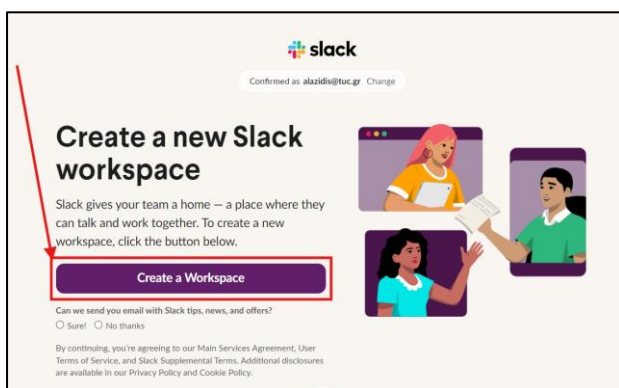 slack
Confirmed as alazidis@tuc.gr Change
Create a new Slack
workspace
Slack gives your team a home — a place where they
can talk and work together. To create a new
workspace, click the button below.
Create a Workspace
Can we send you email with Slack tips, news, and offers?
Sure! No thanks
By continuing, you're agreeing to our Main Services Agreement, User
Terms of Service, and Slack Supplemental Terms. Additional disclosures
are available in our Privacy Policy and Cookie Policy.